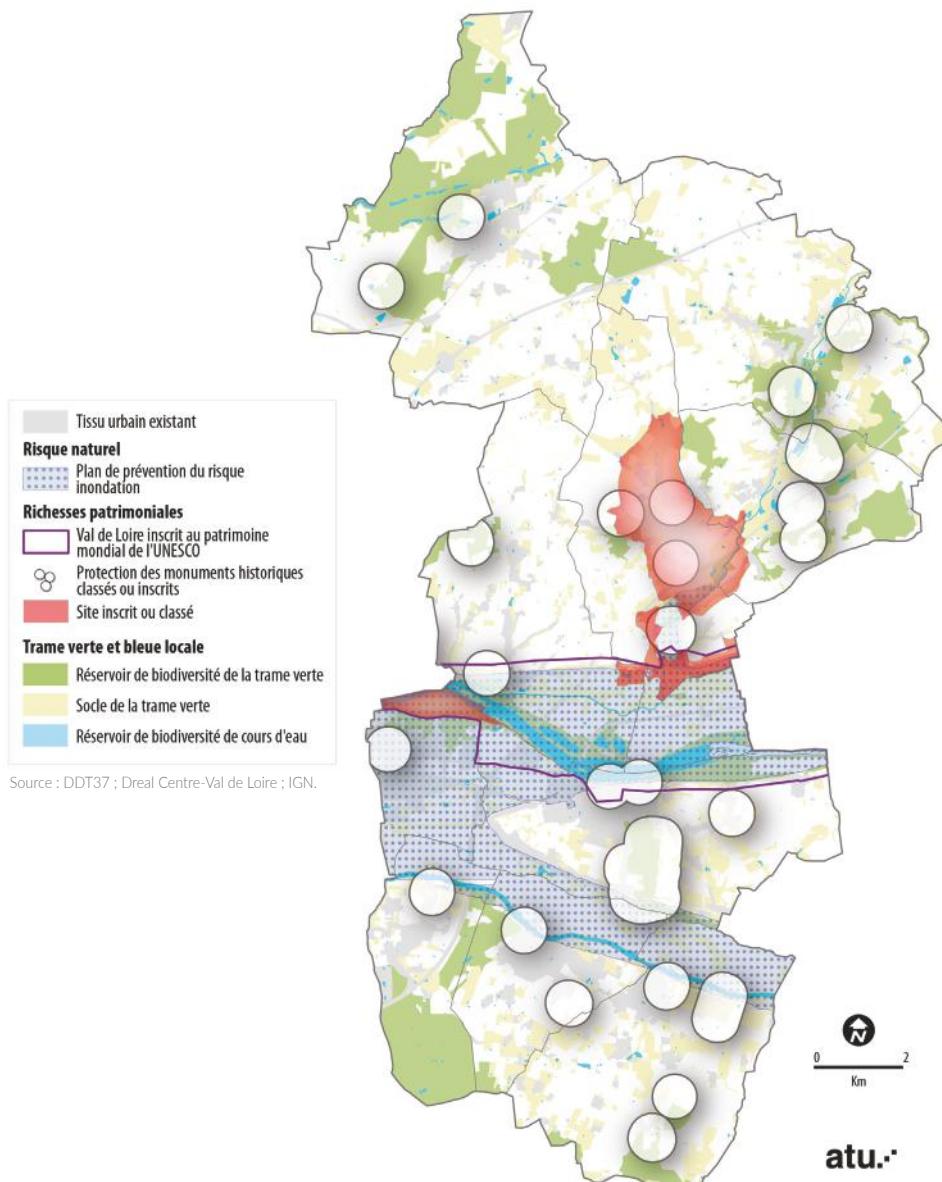 Tissu urbain existant
Risque naturel
Plan de prévention du risque
inondation
Richesses patrimoniales
Val de Loire inscrit au patrimoine
mondial de l'UNESCO
Protection des monuments historiques
classés ou inscrits
Site inscrit ou classé
Trame verte et bleue locale
Réservoir de biodiversité de la trame verte
Socle de la trame verte
Réservoir de biodiversité de cours d'eau
Source : DDT37 ; Dreal Centre-Val de Loire ; IGN.
N
0 2
Km
atu.